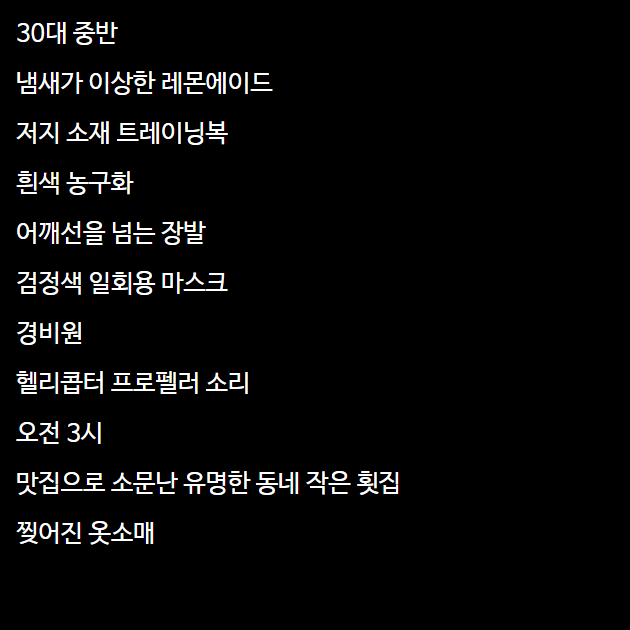 30대 중반
냄새가 이상한 레몬에이드
저지 소재 트레이닝복
흰색 농구화
어깨선을 넘는 장발
검정색 일회용 마스크
경비원
헬리콥터 프로펠러 소리
오전 3시
맛집으로 소문난 유명한 동네 작은 횟집
찢어진 옷소매